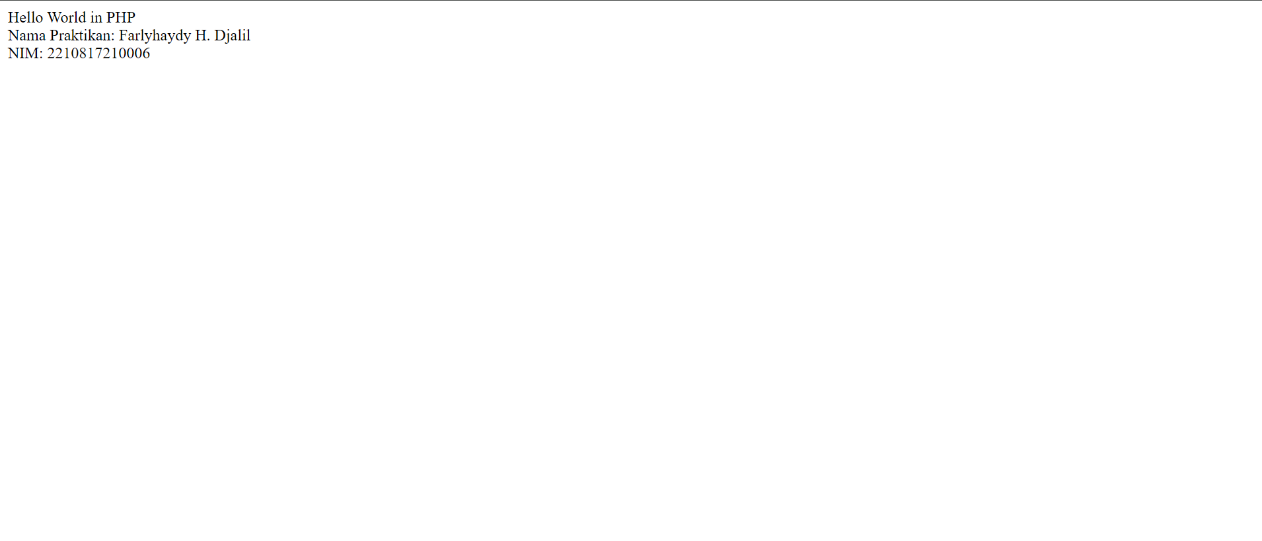 Hello World in PHP
Nama Praktikan: Farlyhaydy H. Djalil
NIM: 2210817210006